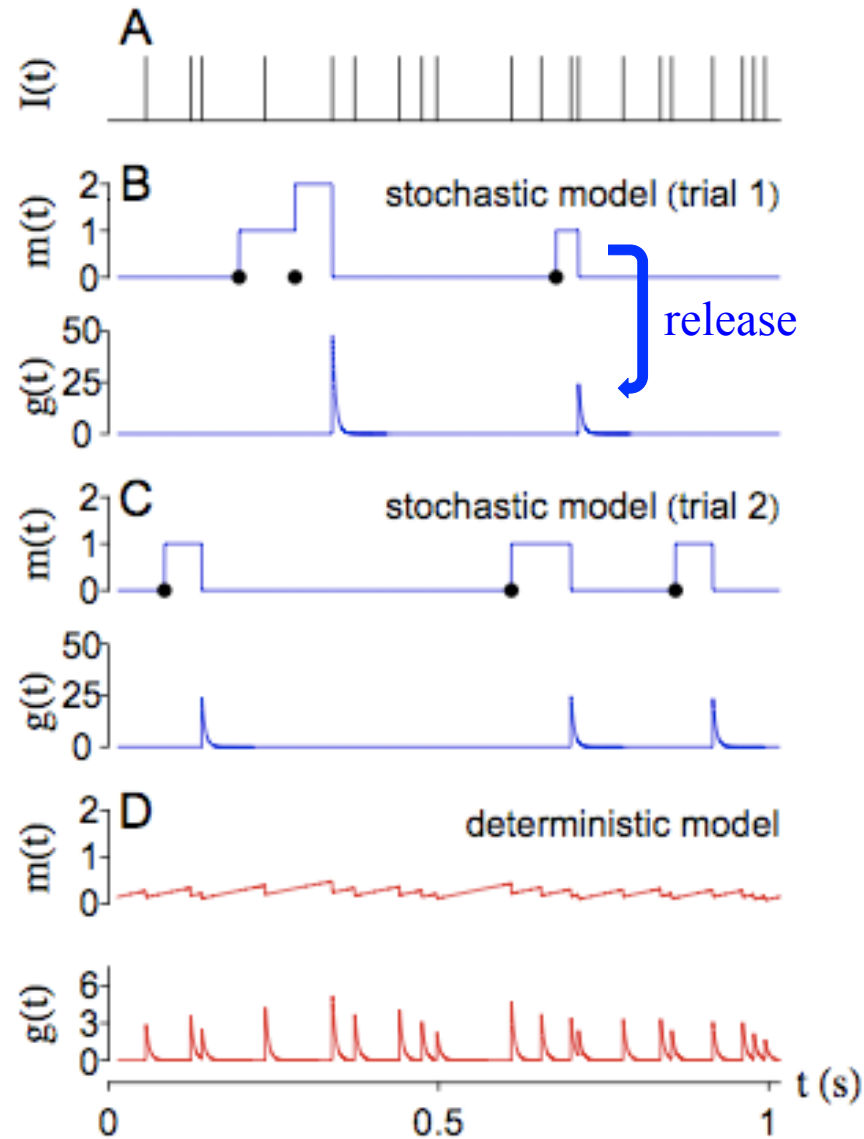 A
I(t)
B
stochastic model (trial 1)
m(t)
2
1
0
release
g(t)
50
25
0
C
stochastic model (trial 2)
m(t)
2
1
0
g(t)
50
25
0
D
deterministic model
m(t)
2
1
0
g(t)
6
3
0
t (s)
0 0.5 1